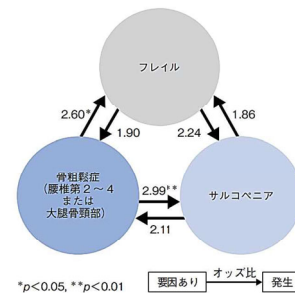 フレイル
2.60*
1.90
2.24
1.86
骨粗鬆症
(腰椎第2~4
または
大腿骨頸部)
2.99**
2.11
サルコペニア
*p<0.05, **p<0.01
要因あり
オッズ比
発生